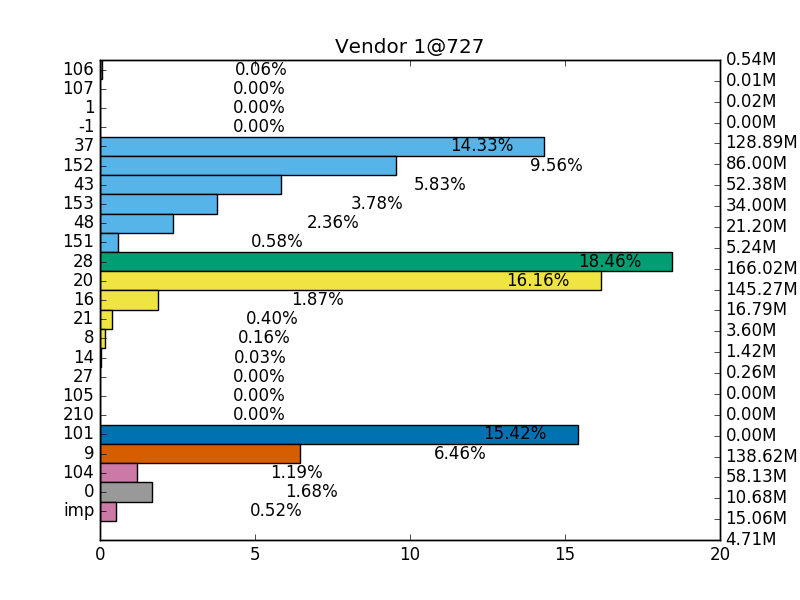 Vendor 1@727
106 0.06% 0.54M
107 0.00% 0.01M
1 0.00% 0.02M
-1 0.00% 0.00M
37 14.33% 128.89M
152 9.56% 86.00M
43 5.83% 52.38M
153 3.78% 34.00M
48 2.36% 21.20M
151 0.58% 5.24M
28 18.46% 166.02M
20 16.16% 145.27M
16 1.87% 16.79M
21 0.40% 3.60M
8 0.16% 1.42M
14 0.03% 0.26M
27 0.00% 0.00M
105 0.00% 0.00M
210 0.00% 0.00M
101 15.42% 138.62M
9 6.46% 58.13M
104 1.19% 10.68M
0 1.68% 15.06M
imp 0.52% 4.71M
0 5 10 15 20